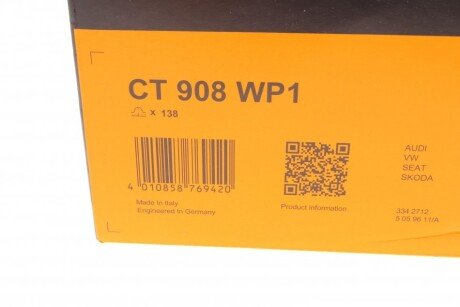 CT 908 WP1
x 138
4 010858 769420
Made in Italy
Engineered in Germany
Product information
AUDI
VW
SEAT
SKODA
334 2712
5 05 96 11/A